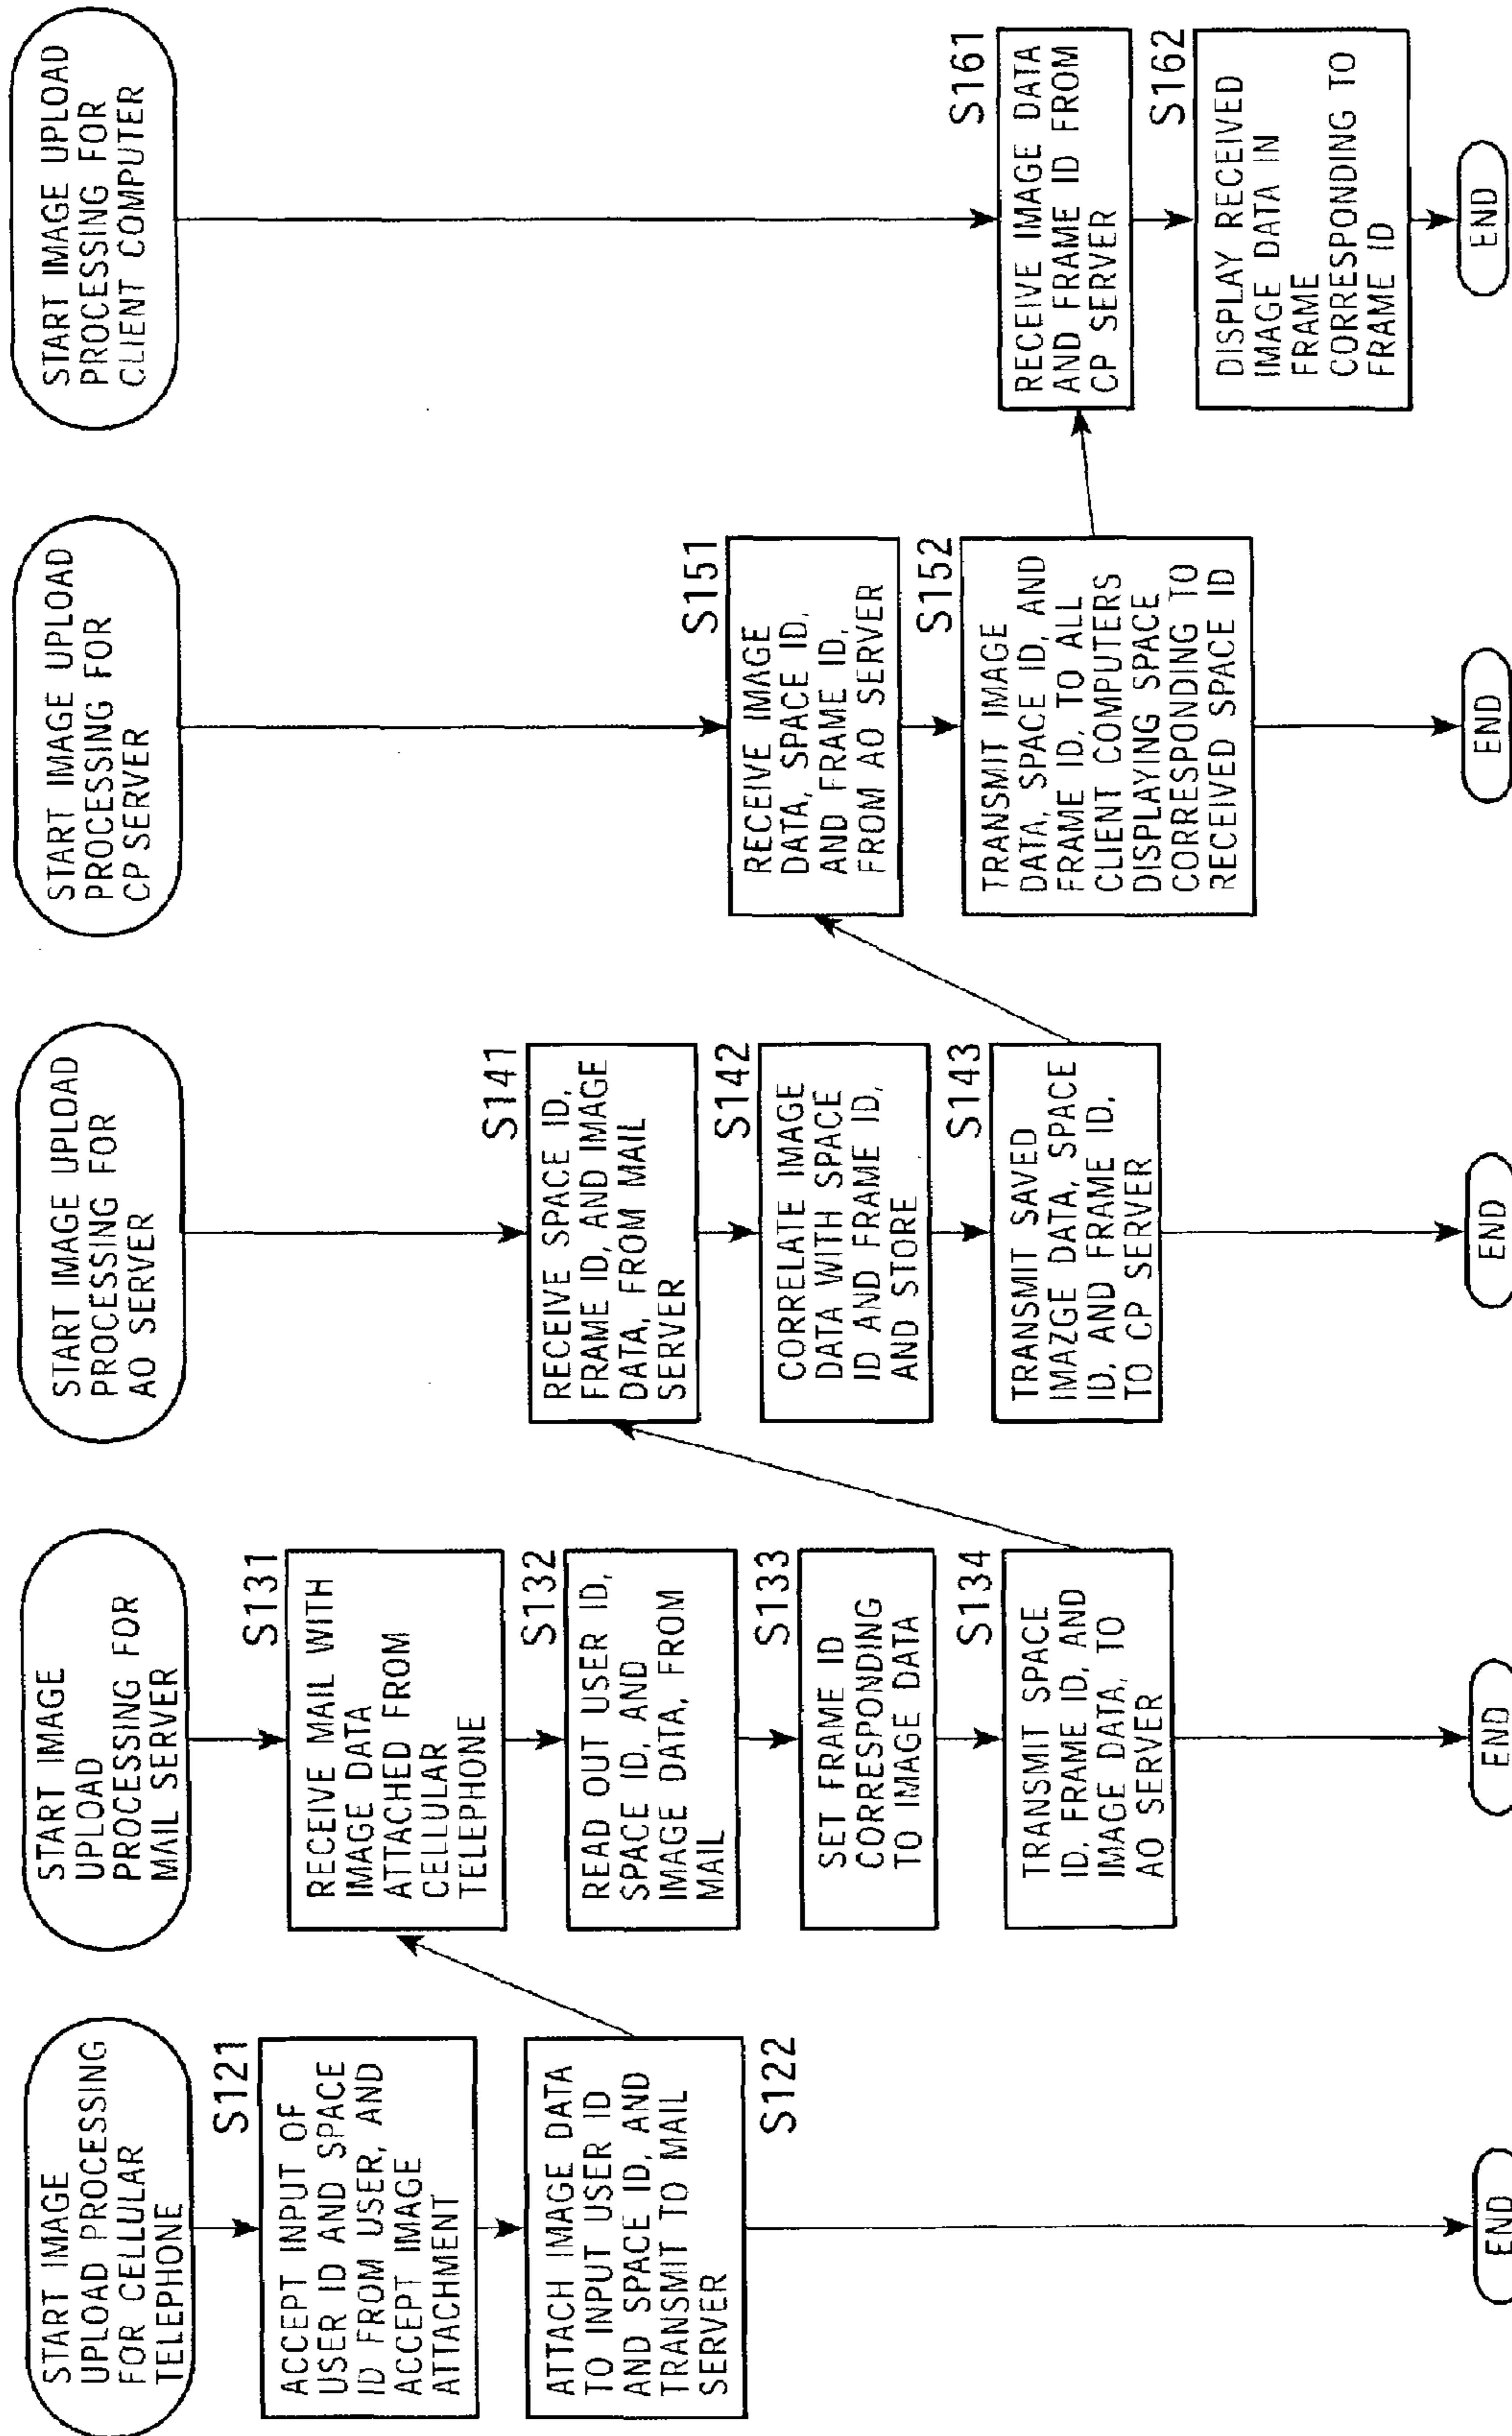 START IMAGE
UPLOAD PROCESSING
FOR CELLULAR
TELEPHONE
S121
ACCEPT INPUT OF
USER ID AND SPACE
ID FROM USER, AND
ACCEPT IMAGE
ATTACHMENT
ATTACH IMAGE DATA
TO INPUT USER ID
AND SPACE ID, AND
TRANSMIT TO MAIL
SERVER
S122
END
START IMAGE
UPLOAD
PROCESSING FOR
MAIL SERVER
S131
RECEIVE MAIL WITH
IMAGE DATA
ATTACHED FROM
CELLULAR
TELEPHONE
S132
READ OUT USER ID,
SPACE ID, AND
IMAGE DATA, FROM
MAIL
S133
SET FRAME ID
CORRESPONDING
TO IMAGE DATA
S134
TRANSMIT SPACE
ID, FRAME ID, AND
IMAGE DATA, TO
AO SERVER
END
START IMAGE UPLOAD
PROCESSING FOR
AO SERVER
S141
RECEIVE SPACE ID,
FRAME ID, AND IMAGE
DATA, FROM MAIL
SERVER
S142
CORRELATE IMAGE
DATA WITH SPACE
ID AND FRAME ID,
AND STORE
S143
TRANSMIT SAVED
IMAZGE DATA, SPACE
ID, AND FRAME ID,
TO CP SERVER
END
START IMAGE UPLOAD
PROCESSING FOR
CP SERVER
S151
RECEIVE IMAGE
DATA, SPACE ID,
AND FRAME ID,
FROM AO SERVER
S152
TRANSMIT IMAGE
DATA, SPACE ID, AND
FRAME ID, TO ALL
CLIENT COMPUTERS
DISPLAYING SPACE
CORRESPONDING TO
RECEIVED SPACE ID
END
START IMAGE UPLOAD
PROCESSING FOR
CLIENT COMPUTER
S161
RECEIVE IMAGE DATA
AND FRAME ID FROM
CP SERVER
S162
DISPLAY RECEIVED
IMAGE DATA IN
FRAME
CORRESPONDING TO
FRAME ID
END